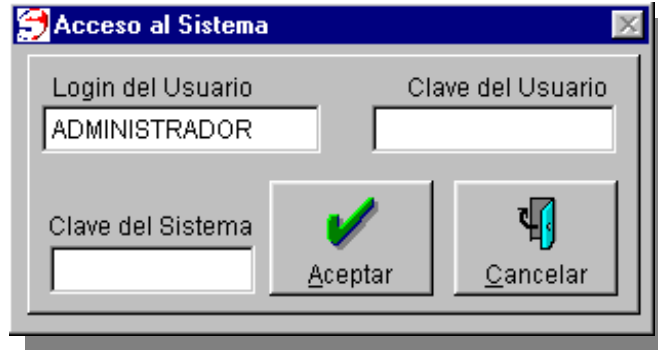 Acceso al Sistema
Login del Usuario
Clave del Usuario
ADMINISTRADOR
Clave del Sistema
Aceptar
Cancelar